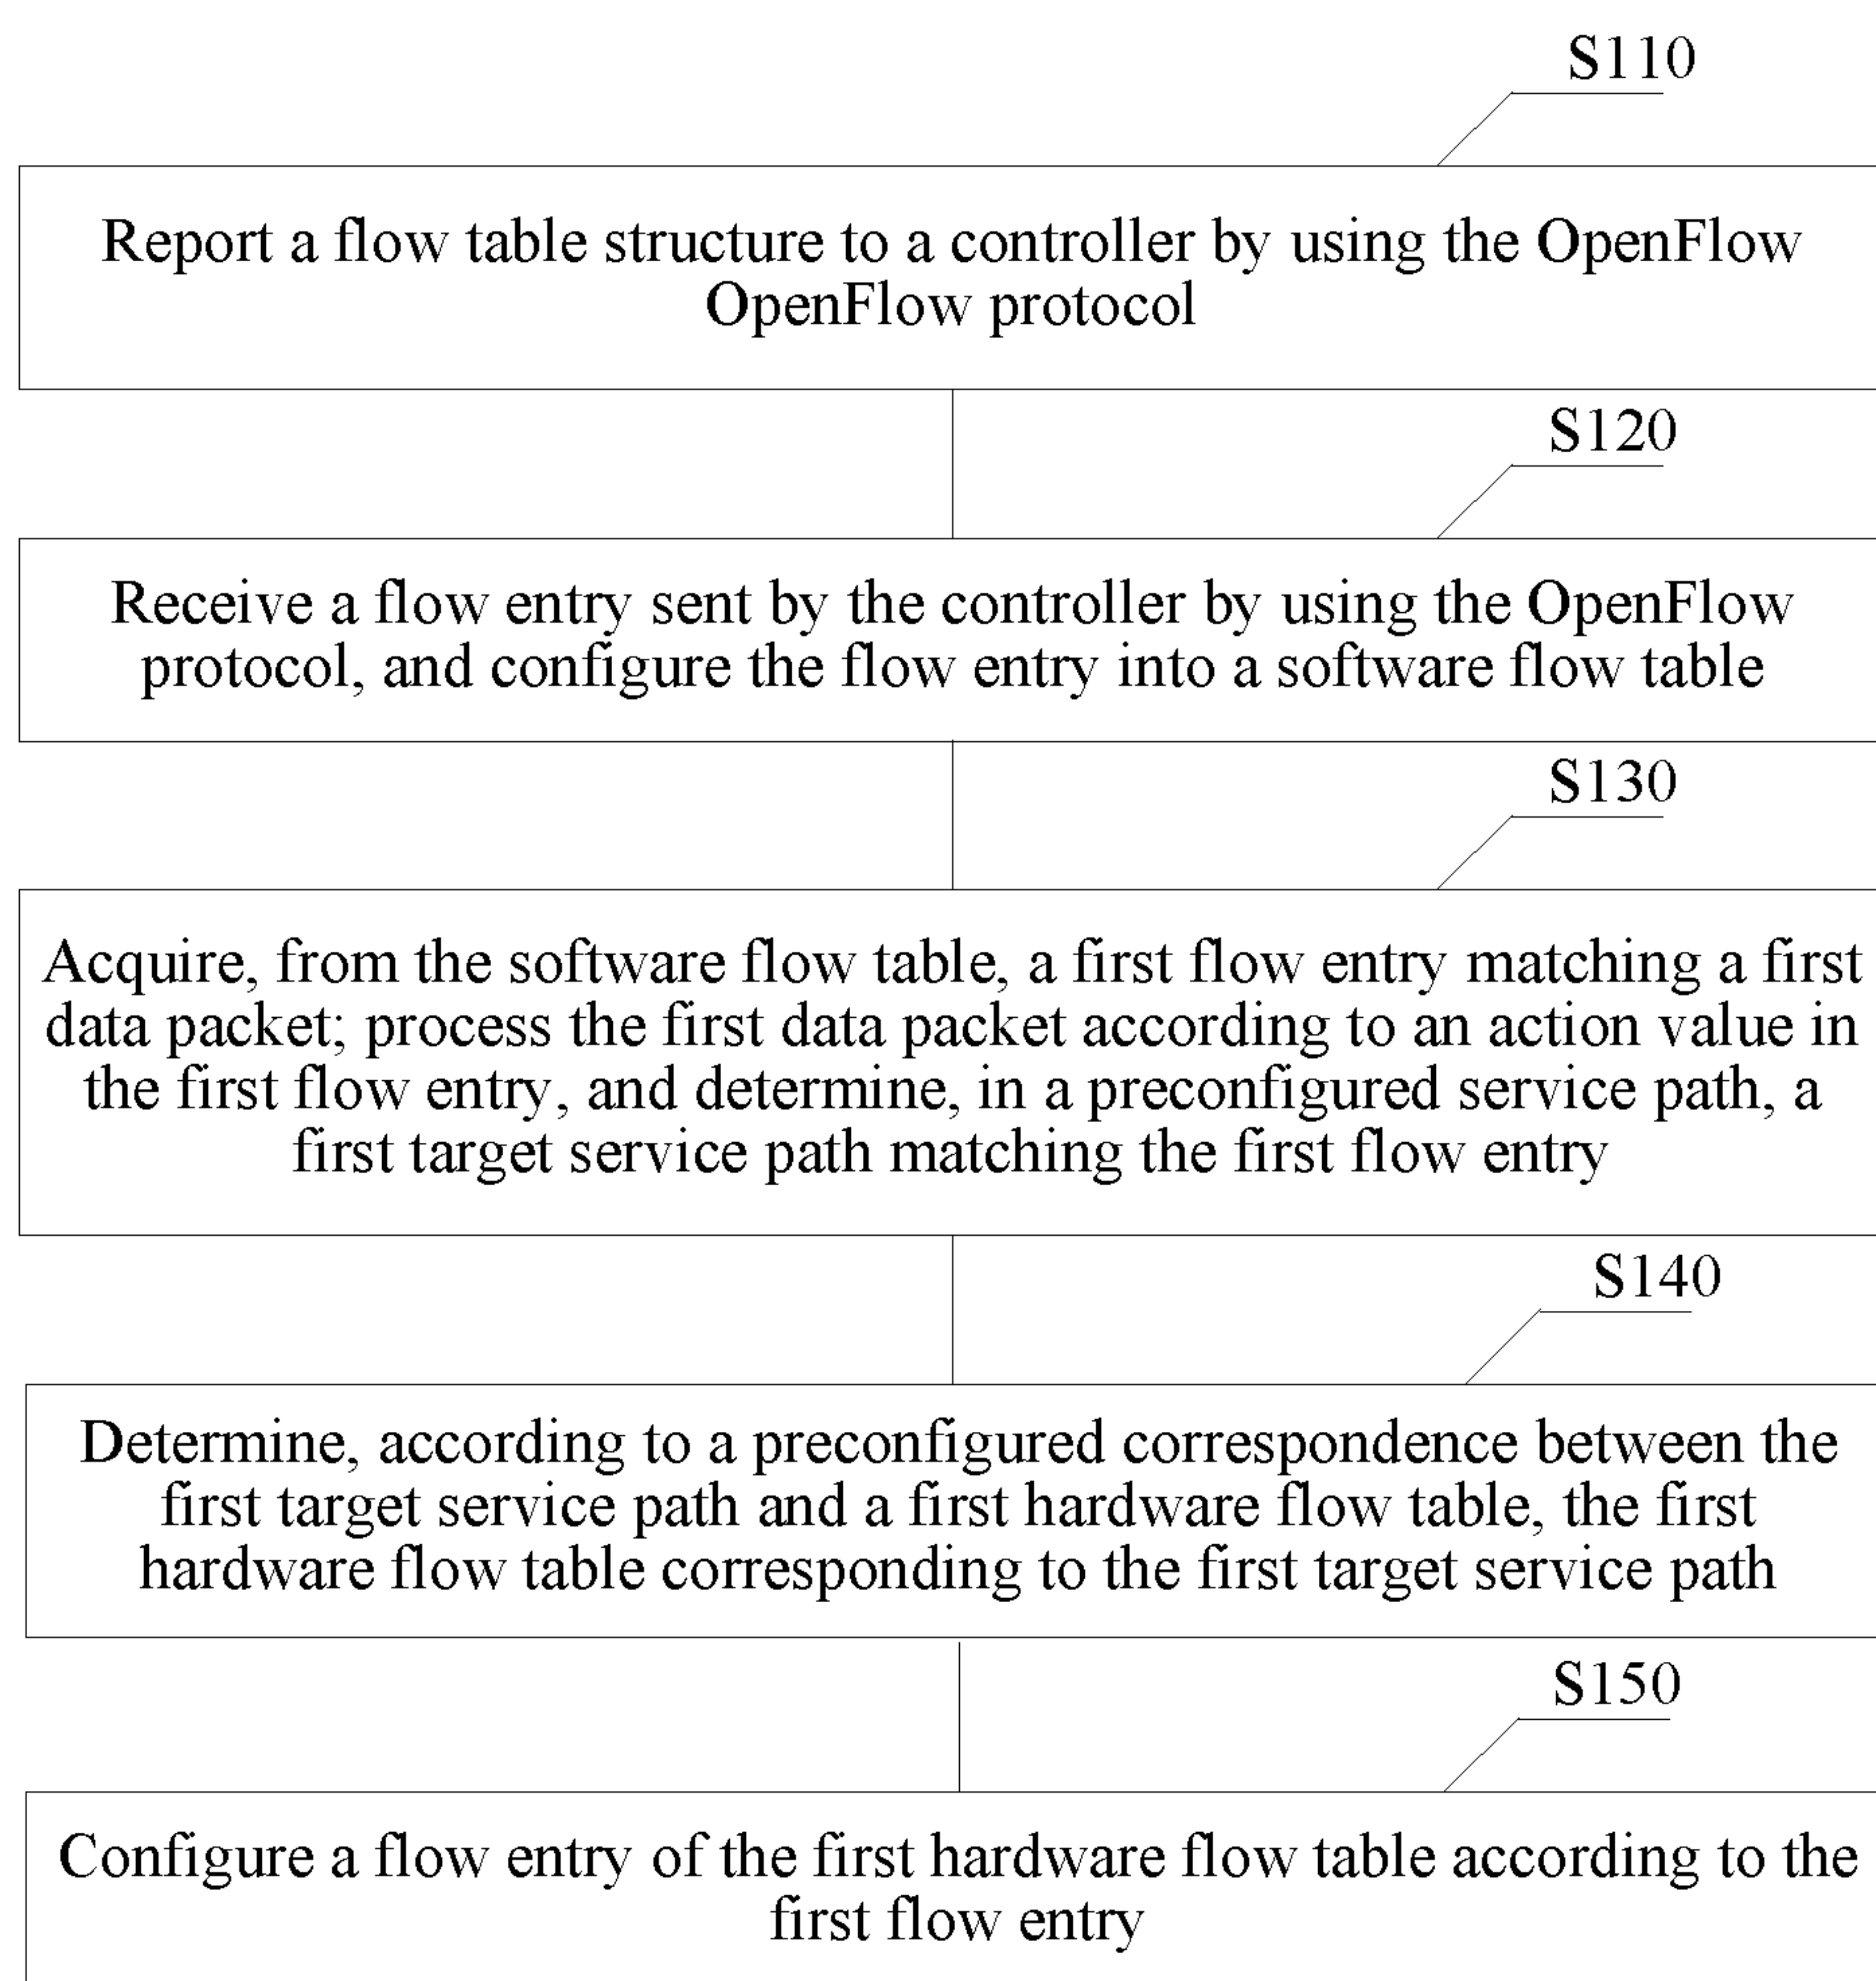 S110
Report a flow table structure to a controller by using the OpenFlow
OpenFlow protocol
S120
Receive a flow entry sent by the controller by using the OpenFlow
protocol, and configure the flow entry into a software flow table
S130
Acquire, from the software flow table, a first flow entry matching a first
data packet; process the first data packet according to an action value in
the first flow entry, and determine, in a preconfigured service path, a
first target service path matching the first flow entry
S140
Determine, according to a preconfigured correspondence between the
first target service path and a first hardware flow table, the first
hardware flow table corresponding to the first target service path
S150
Configure a flow entry of the first hardware flow table according to the
first flow entry